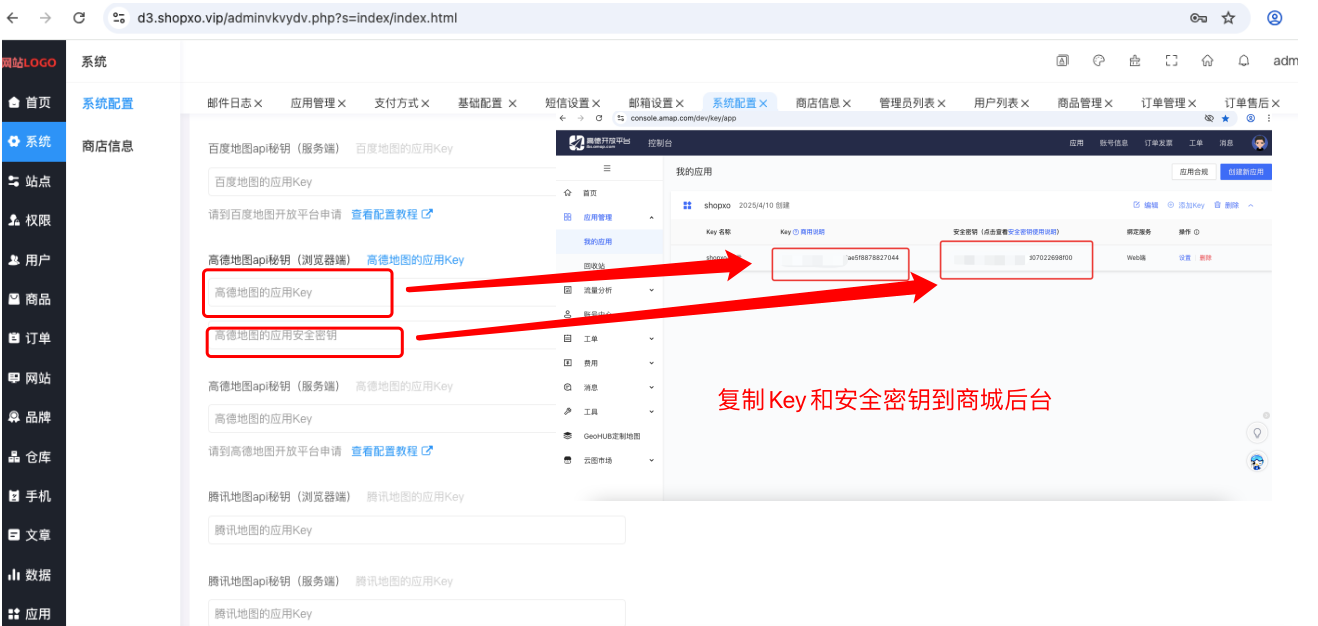 d3.shopxo.vip/adminvkvydv.php?s=index/index.html
网站LOGO
系统
adm
首页
系统
站点
权限
用户
商品
订单
网站
品牌
仓库
手机
文章
数据
应用
系统配置
商店信息
邮件日志 × 应用管理 × 支付方式 × 基础配置 × 短信设置 × 邮箱设置 × 系统配置 × 商店信息 × 管理员列表 × 用户列表 × 商品管理 × 订单管理 × 订单售后 ×
百度地图api秘钥（服务端） 百度地图的应用Key
百度地图的应用Key
请到百度地图开放平台申请 查看配置教程
高德地图api秘钥（浏览器端） 高德地图的应用Key
高德地图的应用Key
高德地图的应用安全密钥
高德地图api秘钥（服务端） 高德地图的应用Key
高德地图的应用Key
请到高德地图开放平台申请 查看配置教程
腾讯地图api秘钥（浏览器端） 腾讯地图的应用Key
腾讯地图的应用Key
腾讯地图api秘钥（服务端） 腾讯地图的应用Key
腾讯地图的应用Key
console.amap.com/dev/key/app
高德开放平台 控制台
应用 账号信息 订单发票 工单 消息
首页
应用管理
我的应用
回收站
流量分析
账号中心
工单
费用
消息
工具
GeoHUB定制地图
云图市场
我的应用
应用合规 创建新应用
shopxo 2025/4/10 创建
编辑 添加Key 删除
Key 名称 Key 商用说明 安全密钥（点击查看安全密钥使用说明） 绑定服务 操作
ae5f8878827044 07022698f00 Web端 设置 删除
复制Key和安全密钥到商城后台